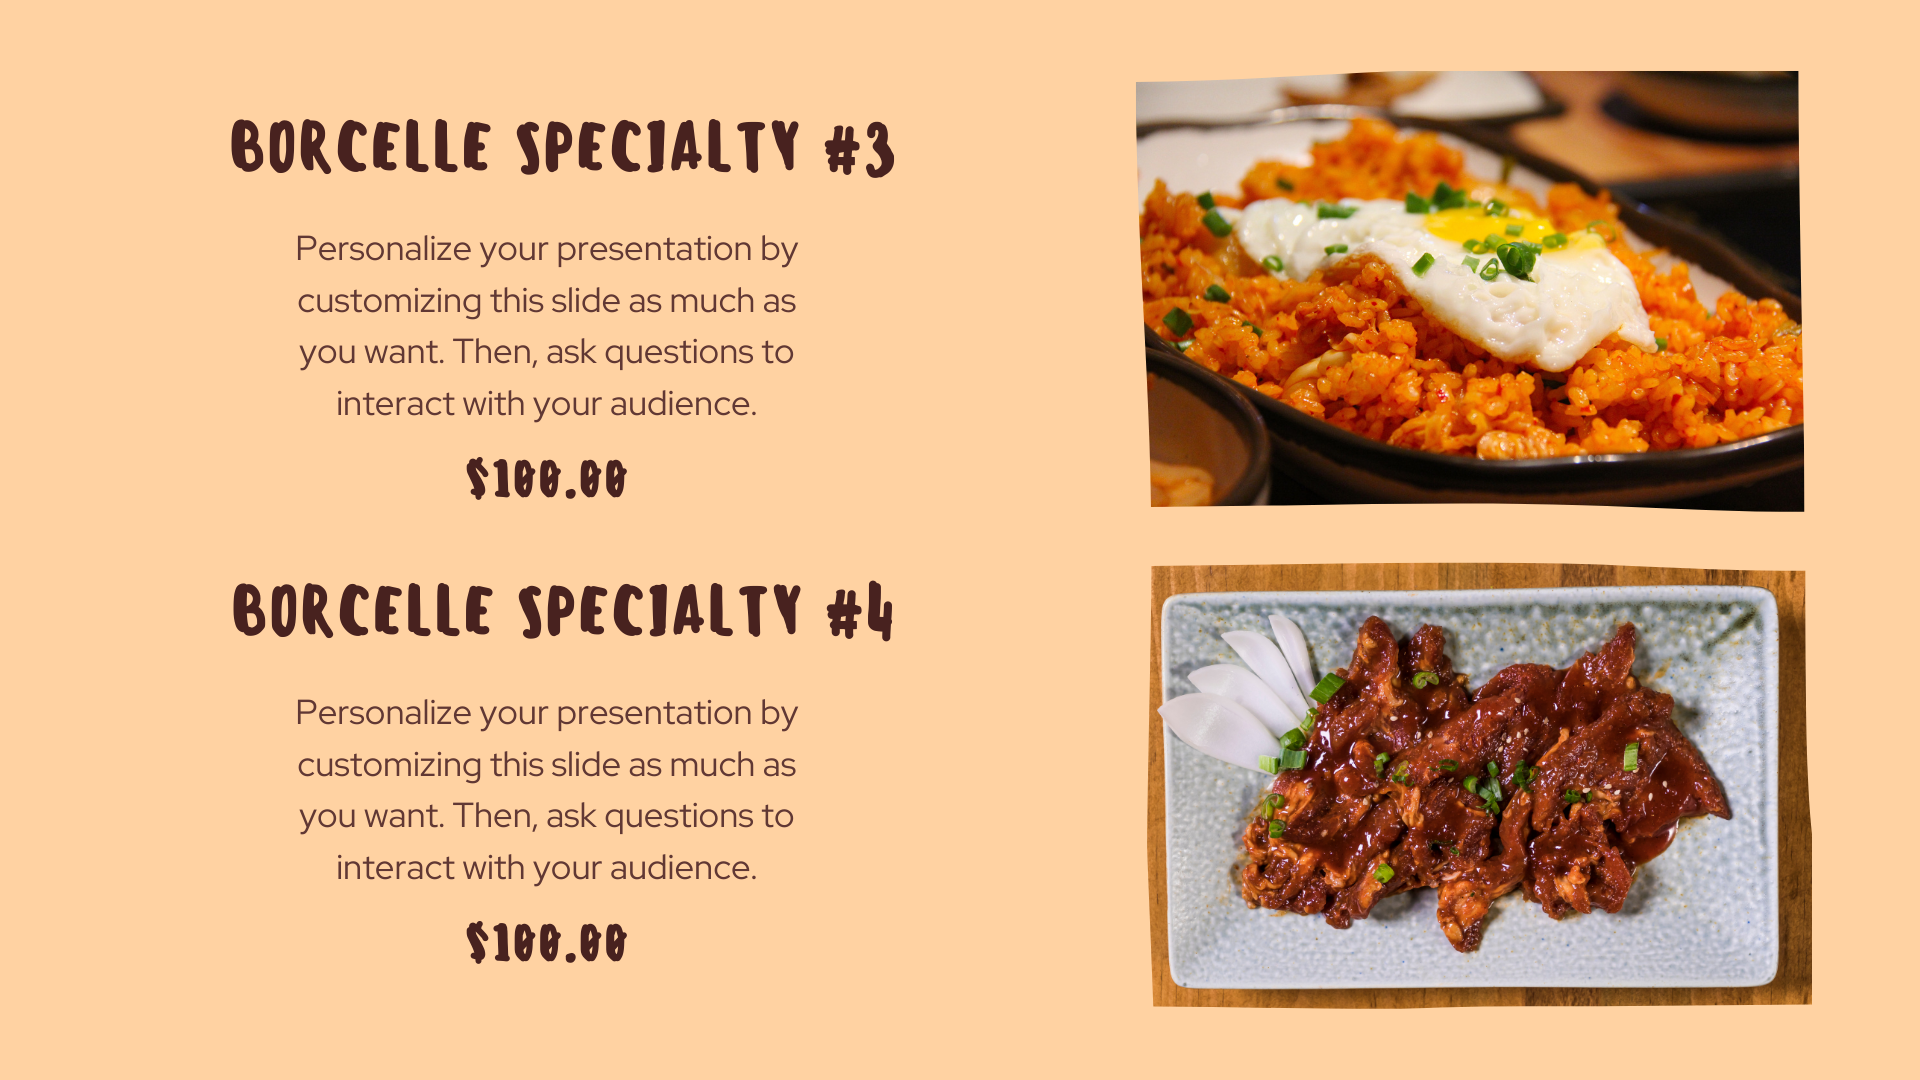 BORCELLE SPECIALTY #3
Personalize your presentation by
customizing this slide as much as
you want. Then, ask questions to
interact with your audience.
$100.00
BORCELLE SPECIALTY #4
Personalize your presentation by
customizing this slide as much as
you want. Then, ask questions to
interact with your audience.
$100.00